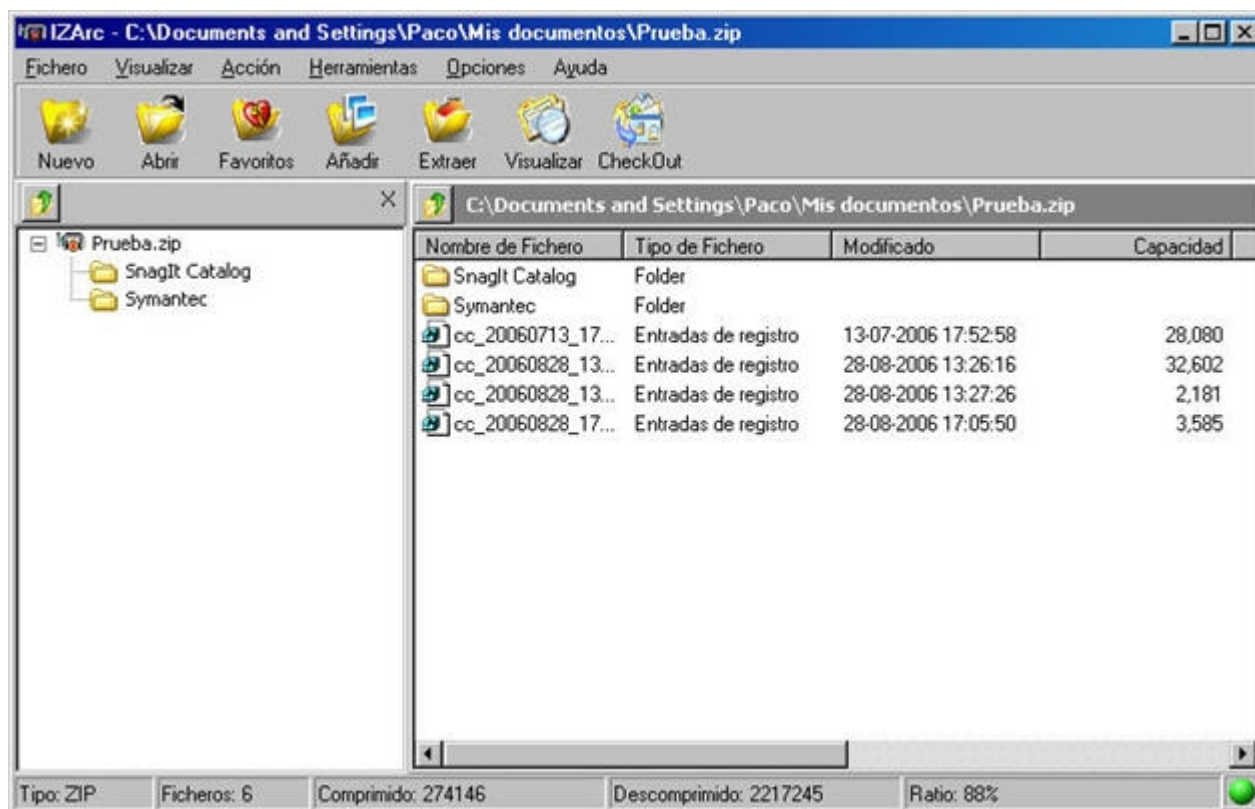 IZArc - C:\Documents and Settings\Paco\Mis documentos\Prueba.zip
Fichero Visualizar Acción Herramientas Opciones Ayuda
Nuevo Abrir Favoritos Añadir Extraer Visualizar CheckOut
C:\Documents and Settings\Paco\Mis documentos\Prueba.zip
Prueba.zip
SnagIt Catalog
Symantec
Nombre de Fichero Tipo de Fichero Modificado Capacidad
SnagIt Catalog Folder
Symantec Folder
cc_20060713_17... Entradas de registro 13-07-2006 17:52:58 28,080
cc_20060828_13... Entradas de registro 28-08-2006 13:26:16 32,602
cc_20060828_13... Entradas de registro 28-08-2006 13:27:26 2,181
cc_20060828_17... Entradas de registro 28-08-2006 17:05:50 3,585
Tipo: ZIP Ficheros: 6 Comprimido: 274146 Descomprimido: 2217245 Ratio: 88%